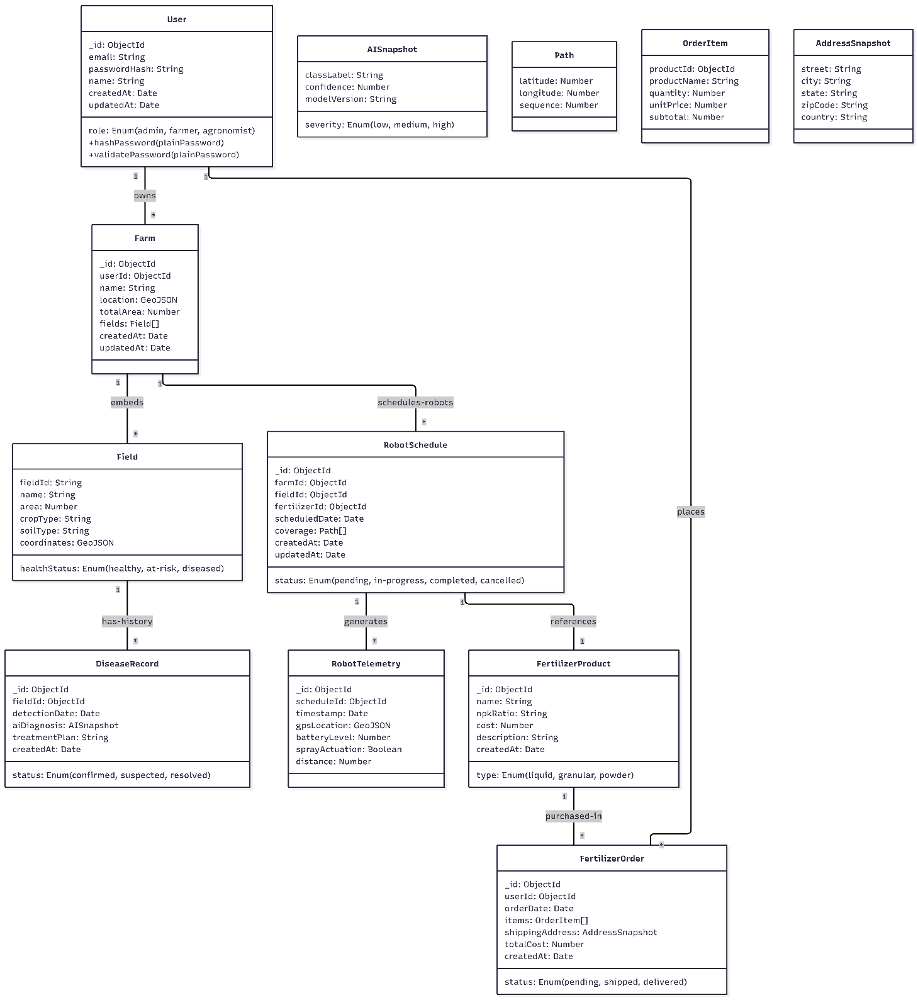 User
_id: ObjectId
email: String
passwordHash: String
name: String
createdAt: Date
updatedAt: Date
role: Enum(admin, farmer, agronomist)
+hashPassword(plainPassword)
+validatePassword(plainPassword)
AISnapshot
classLabel: String
confidence: Number
modelVersion: String
severity: Enum(low, medium, high)
Path
latitude: Number
longitude: Number
sequence: Number
OrderItem
productId: ObjectId
productName: String
quantity: Number
unitPrice: Number
subtotal: Number
AddressSnapshot
street: String
city: String
state: String
zipCode: String
country: String
1
1
owns
*
Farm
_id: ObjectId
userId: ObjectId
name: String
location: GeoJSON
totalArea: Number
fields: Field[]
createdAt: Date
updatedAt: Date
1
1
embeds
schedules-robots
*
*
Field
fieldId: String
name: String
area: Number
cropType: String
soilType: String
coordinates: GeoJSON
healthStatus: Enum(healthy, at-risk, diseased)
RobotSchedule
_id: ObjectId
farmId: ObjectId
fieldId: ObjectId
fertilizerId: ObjectId
scheduledDate: Date
coverage: Path[]
createdAt: Date
updatedAt: Date
status: Enum(pending, in-progress, completed, cancelled)
places
1
1
1
has-history
generates
references
*
*
1
DiseaseRecord
_id: ObjectId
fieldId: ObjectId
detectionDate: Date
aiDiagnosis: AISnapshot
treatmentPlan: String
createdAt: Date
status: Enum(confirmed, suspected, resolved)
RobotTelemetry
_id: ObjectId
scheduleId: ObjectId
timestamp: Date
gpsLocation: GeoJSON
batteryLevel: Number
sprayActuation: Boolean
distance: Number
FertilizerProduct
_id: ObjectId
name: String
npkRatio: String
cost: Number
description: String
createdAt: Date
type: Enum(liquid, granular, powder)
1
purchased-in
*
*
FertilizerOrder
_id: ObjectId
userId: ObjectId
orderDate: Date
items: OrderItem[]
shippingAddress: AddressSnapshot
totalCost: Number
createdAt: Date
status: Enum(pending, shipped, delivered)